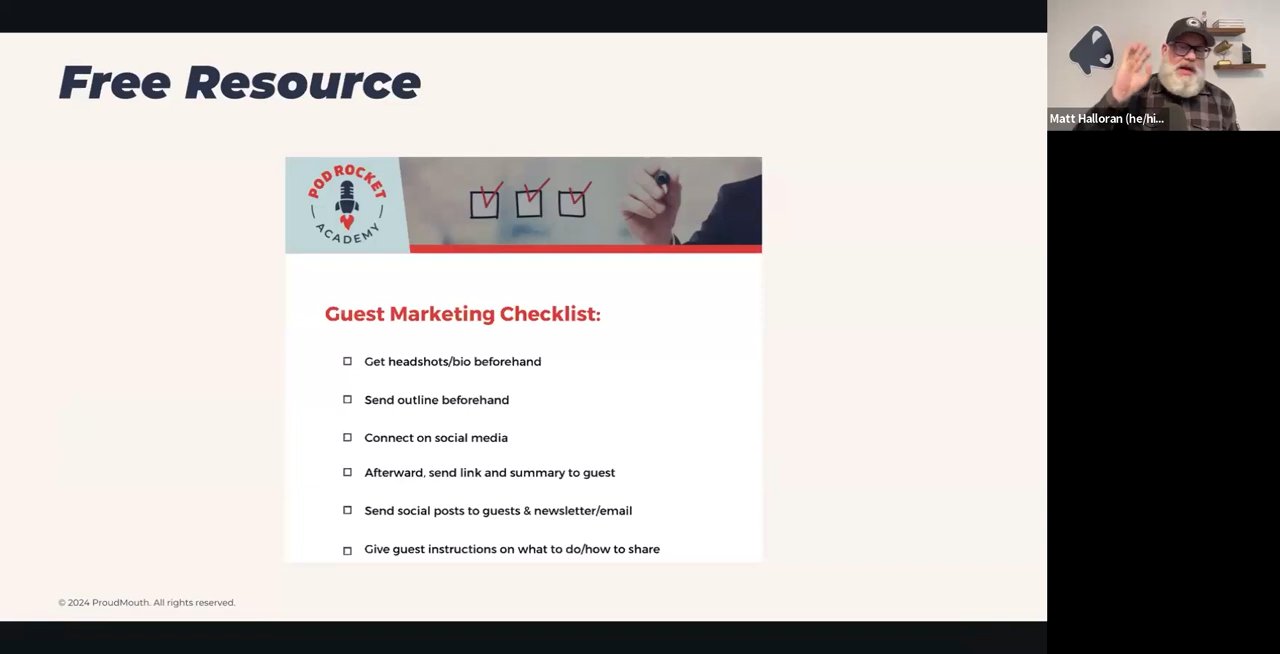 Free Resource
Matt Halloran (he/hi...
POD ROCKET
ACADEMY
Guest Marketing Checklist:
Get headshots/bio beforehand
Send outline beforehand
Connect on social media
Afterward, send link and summary to guest
Send social posts to guests & newsletter/email
Give guest instructions on what to do/how to share
© 2024 ProudMouth. All rights reserved.